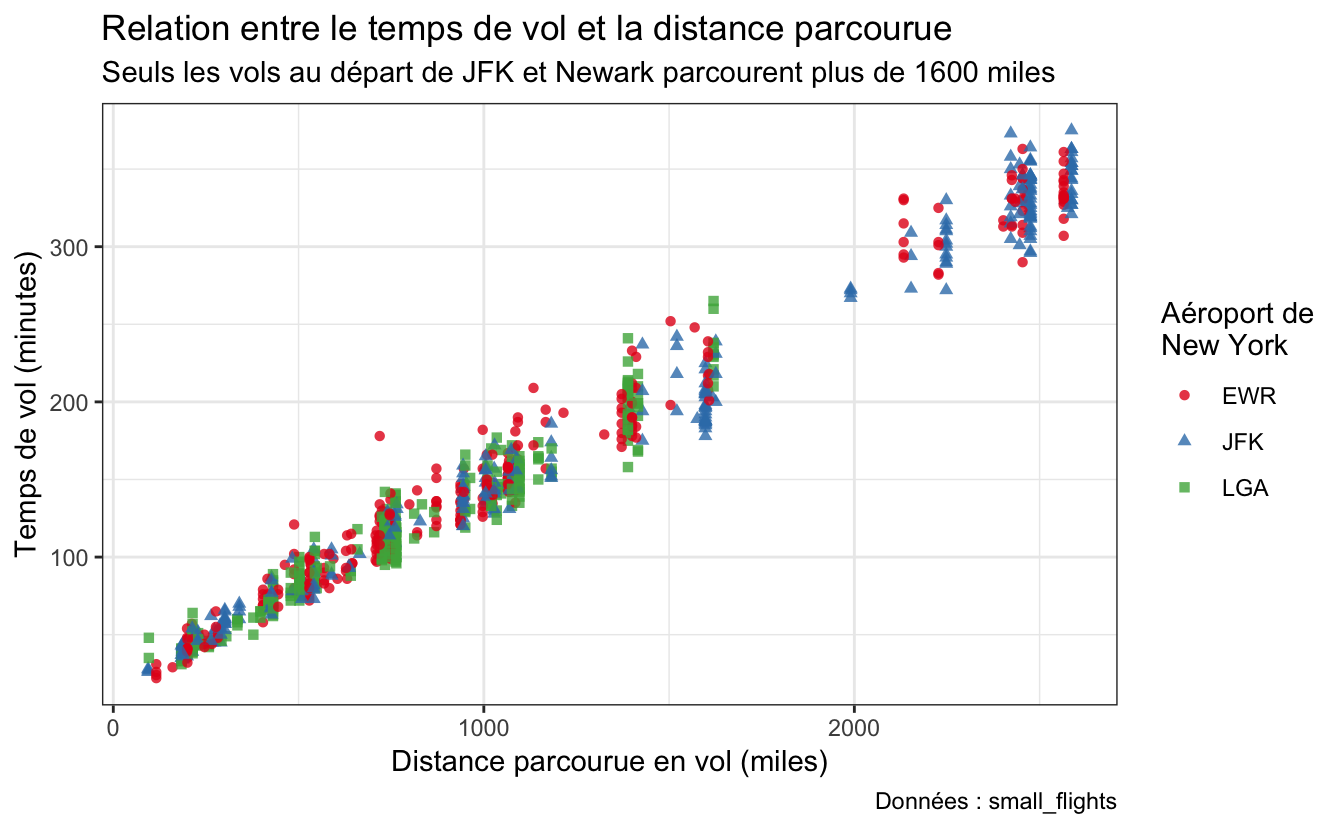 Relation entre le temps de vol et la distance parcourue
Seuls les vols au départ de JFK et Newark parcourent plus de 1600 miles
Temps de vol (minutes)
300
200
100
0
1000
2000
Distance parcourue en vol (miles)
Aéroport de
New York
EWR
JFK
LGA
Données : small_flights